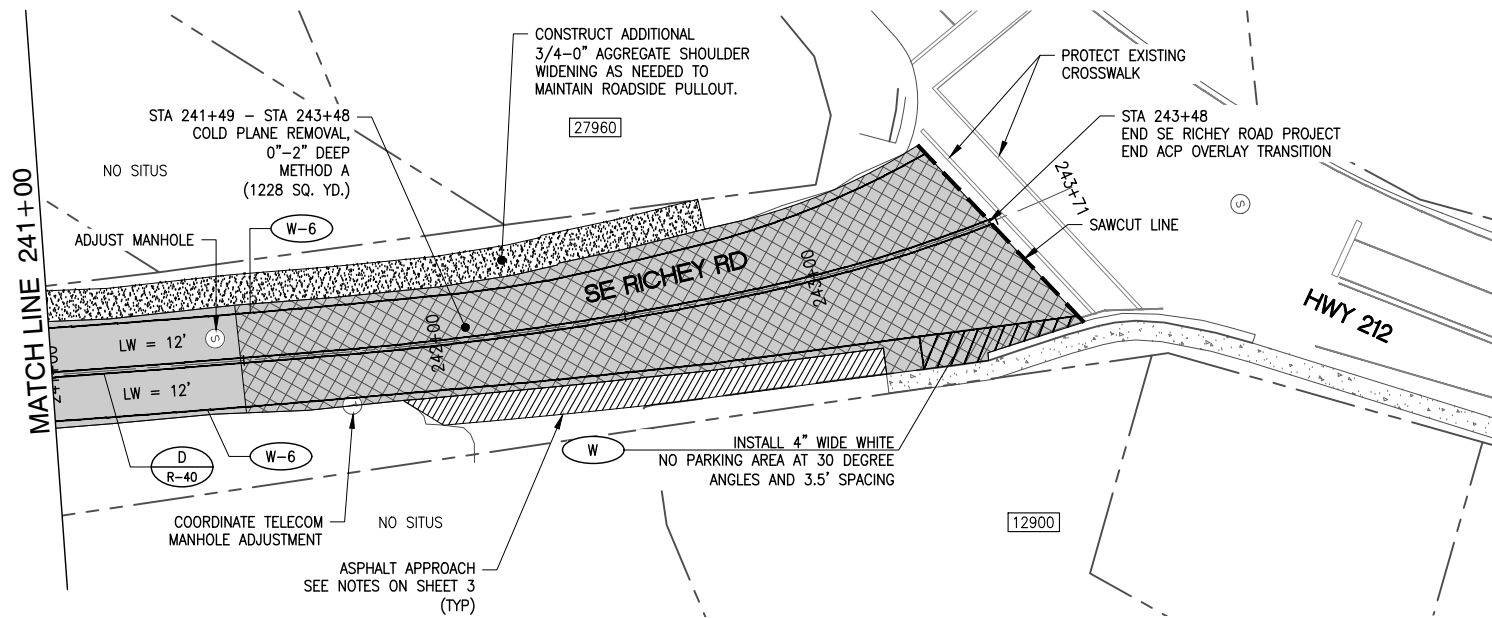 CONSTRUCT ADDITIONAL
3/4-0" AGGREGATE SHOULDER
WIDENING AS NEEDED TO
MAINTAIN ROADSIDE PULLOUT.
PROTECT EXISTING
CROSSWALK
STA 241+49 - STA 243+48
COLD PLANE REMOVAL,
0"-2" DEEP
METHOD A
(1228 SQ. YD.)
27960
STA 243+48
END SE RICHEY ROAD PROJECT
END ACP OVERLAY TRANSITION
NO SITUS
243+71
S
W-6
SAWCUT LINE
ADJUST MANHOLE
MATCH LINE 241+00
SE RICHEY RD
243+00
HWY 212
S
LW = 12'
242+00
LW = 12'
W-6
D
R-40
W
INSTALL 4" WIDE WHITE
NO PARKING AREA AT 30 DEGREE
ANGLES AND 3.5' SPACING
COORDINATE TELECOM
MANHOLE ADJUSTMENT
NO SITUS
12900
ASPHALT APPROACH
SEE NOTES ON SHEET 3
(TYP)